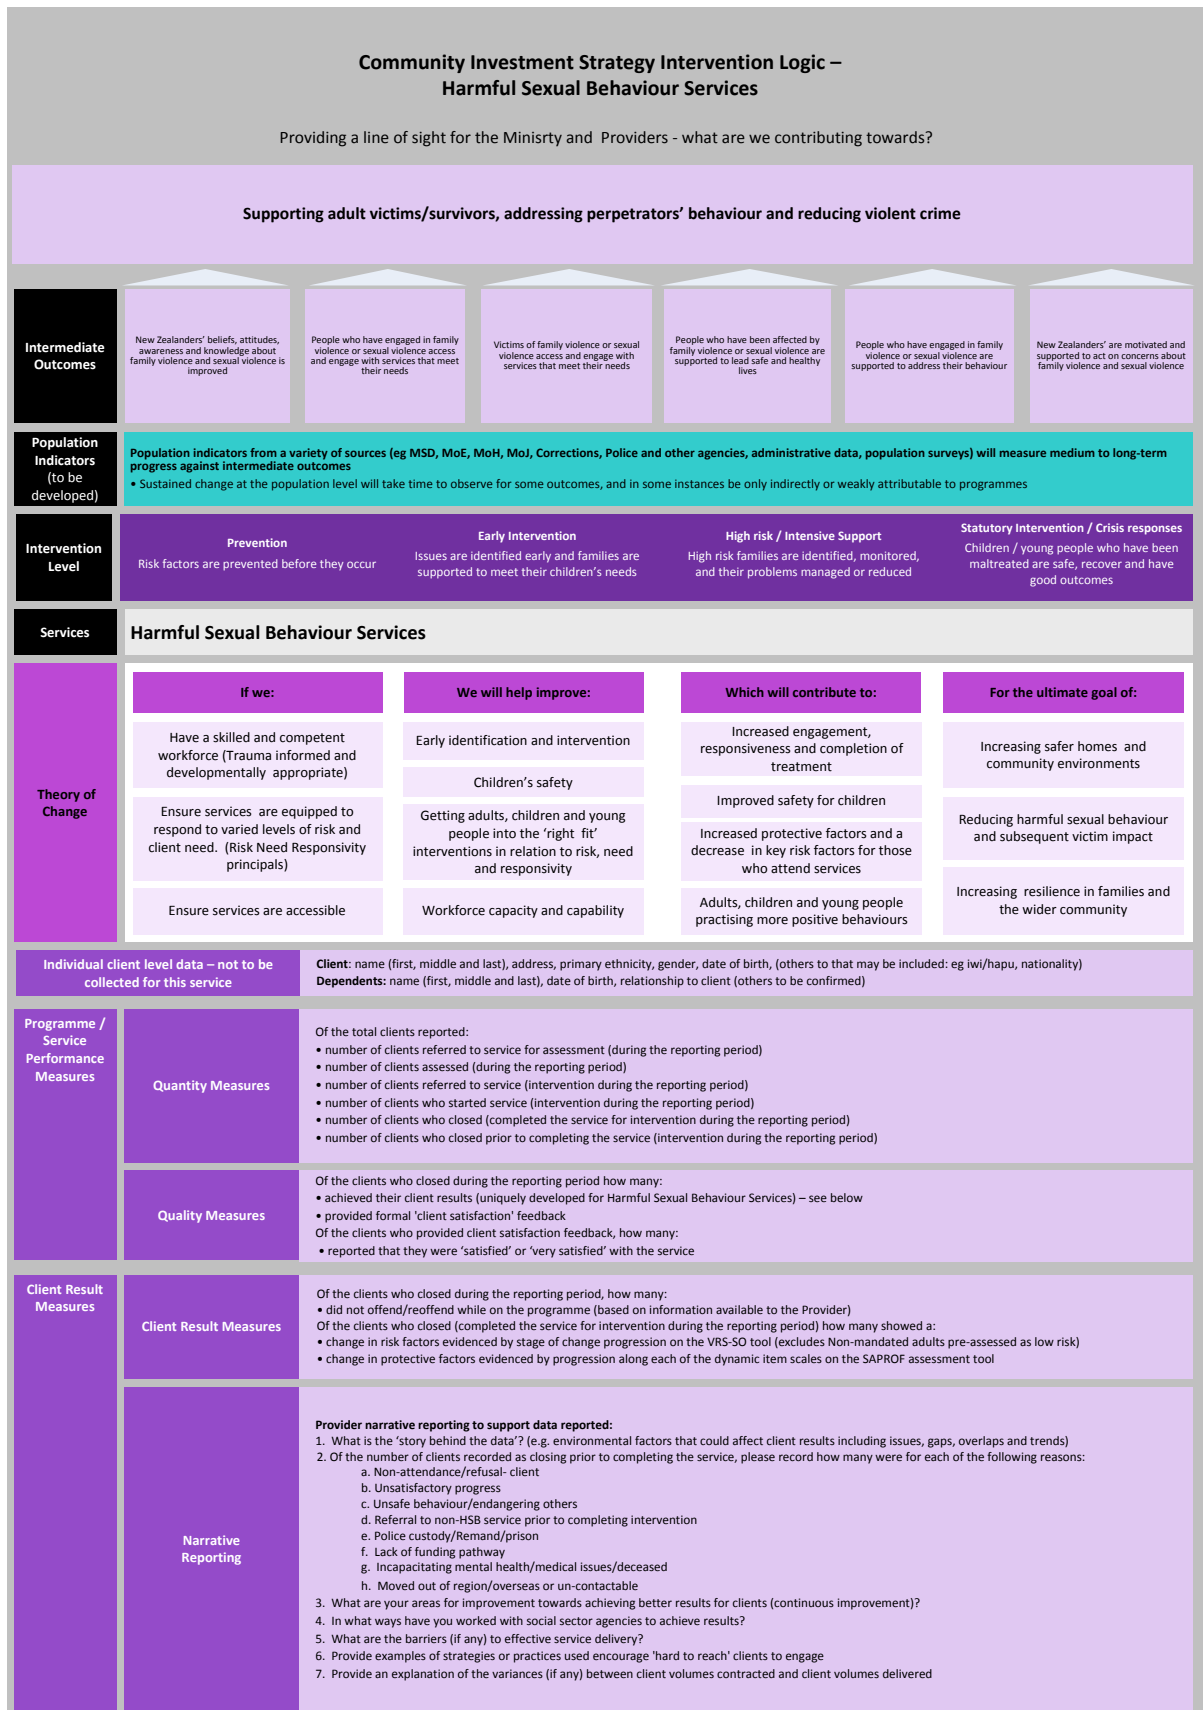 Community Investment Strategy Intervention Logic –
Harmful Sexual Behaviour Services
Providing a line of sight for the Minisrty and  Providers - what are we contributing towards?
Supporting adult victims/survivors, addressing perpetrators’ behaviour and reducing violent crime
Intermediate
Outcomes
New Zealanders’ beliefs, attitudes,
awareness and knowledge about
family violence and sexual violence is
improved
People who have engaged in family
violence or sexual violence access
and engage with services that meet
their needs
Victims of family violence or sexual
violence access and engage with
services that meet their needs
People who have been affected by
family violence or sexual violence are
supported to lead safe and healthy
lives
People who have engaged in family
violence or sexual violence are
supported to address their behaviour
New Zealanders’ are motivated and
supported to act on concerns about
family violence and sexual violence
Population
Indicators
(to be
developed)
Population indicators from a variety of sources (eg MSD, MoE, MoH, MoJ, Corrections, Police and other agencies, administrative data, population surveys) will measure medium to long-term
progress against intermediate outcomes
• Sustained change at the population level will take time to observe for some outcomes, and in some instances be only indirectly or weakly attributable to programmes
Intervention
Level
Prevention
Risk factors are prevented before they occur
Early Intervention
Issues are identified early and families are
supported to meet their children’s needs
High risk / Intensive Support
High risk families are identified, monitored,
and their problems managed or reduced
Statutory Intervention / Crisis responses
Children / young people who have been
maltreated are safe, recover and have
good outcomes
Services
Harmful Sexual Behaviour Services
Theory of
Change
If we:
Have a skilled and competent
workforce (Trauma informed and
developmentally  appropriate)
Ensure services  are equipped to
respond to varied levels of risk and
client need.  (Risk Need Responsivity
principals)
Ensure services are accessible
We will help improve:
Early identification and intervention
Children’s safety
Getting adults, children and young
people into the ‘right  fit’
interventions in relation to risk, need
and responsivity
Workforce capacity and capability
Which will contribute to:
Increased engagement,
responsiveness and completion of
treatment
Improved safety for children
Increased protective factors and a
decrease  in key risk factors for those
who attend services
Adults, children and young people
practising more positive behaviours
For the ultimate goal of:
Increasing safer homes  and
community environments
Reducing harmful sexual behaviour
and subsequent victim impact
Increasing  resilience in families and
the wider community
Individual client level data – not to be
collected for this service
Client: name (first, middle and last), address, primary ethnicity, gender, date of birth, (others to that may be included: eg iwi/hapu, nationality)
Dependents: name (first, middle and last), date of birth, relationship to client (others to be confirmed)
Programme /
Service
Performance
Measures
Quantity Measures
Of the total clients reported:
• number of clients referred to service for assessment (during the reporting period)
• number of clients assessed (during the reporting period)
• number of clients referred to service (intervention during the reporting period)
• number of clients who started service (intervention during the reporting period)
• number of clients who closed (completed the service for intervention during the reporting period)
• number of clients who closed prior to completing the service (intervention during the reporting period)
Quality Measures
Of the clients who closed during the reporting period how many:
• achieved their client results (uniquely developed for Harmful Sexual Behaviour Services) – see below
• provided formal 'client satisfaction' feedback
Of the clients who provided client satisfaction feedback, how many:
• reported that they were ‘satisfied’ or ‘very satisfied’ with the service
Client Result
Measures
Client Result Measures
Of the clients who closed during the reporting period, how many:
• did not offend/reoffend while on the programme (based on information available to the Provider)
Of the clients who closed (completed the service for intervention during the reporting period) how many showed a:
• change in risk factors evidenced by stage of change progression on the VRS-SO tool (excludes Non-mandated adults pre-assessed as low risk)
• change in protective factors evidenced by progression along each of the dynamic item scales on the SAPROF assessment tool
Narrative
Reporting
Provider narrative reporting to support data reported:
1.  What is the ‘story behind the data’? (e.g. environmental factors that could affect client results including issues, gaps, overlaps and trends)
2. Of the number of clients recorded as closing prior to completing the service, please record how many were for each of the following reasons:
a. Non-attendance/refusal- client
b. Unsatisfactory progress
c. Unsafe behaviour/endangering others
d. Referral to non-HSB service prior to completing intervention
e. Police custody/Remand/prison
f.  Lack of funding pathway
g.  Incapacitating mental health/medical issues/deceased
h.  Moved out of region/overseas or un-contactable
3.  What are your areas for improvement towards achieving better results for clients (continuous improvement)?
4.  In what ways have you worked with social sector agencies to achieve results?
5.  What are the barriers (if any) to effective service delivery?
6.  Provide examples of strategies or practices used encourage 'hard to reach' clients to engage
7.  Provide an explanation of the variances (if any) between client volumes contracted and client volumes delivered